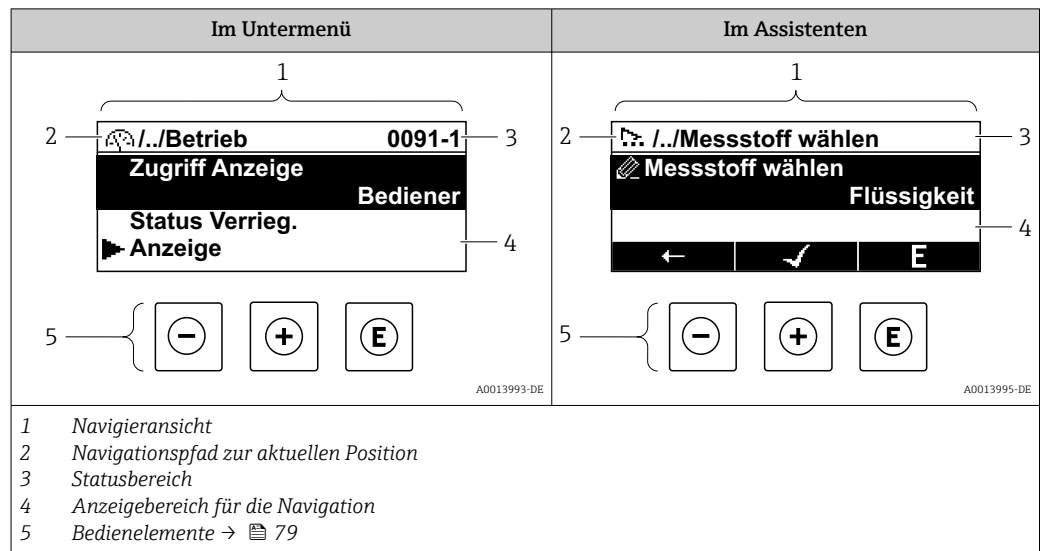 Im Untermenü
Im Assistenten
1
2
/../Betrieb 0091-1
3
Zugriff Anzeige
Bediener
Status Verrieg.
Anzeige
4
5
- + E
A0013993-DE
1
2
/../Messstoff wählen
3
Messstoff wählen
Flüssigkeit
4
← ✓ E
5
- + E
A0013995-DE
1 Navigieransicht
2 Navigationspfad zur aktuellen Position
3 Statusbereich
4 Anzeigebereich für die Navigation
5 Bedienelemente → 79